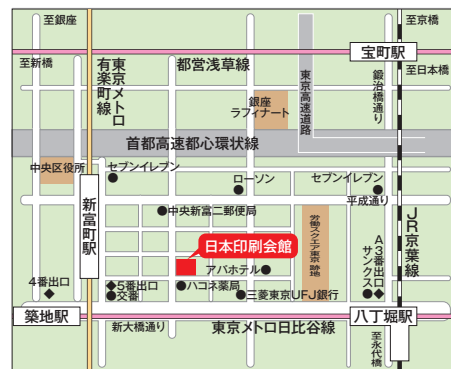 至銀座
至京橋
宝町駅
至新橋
東京メトロ
有楽町線
都営浅草線
至日本橋
東京高速道路
鍛治橋通り
銀座
ラフィナート
首都高速都心環状線
中央区役所
セブンイレブン
ローソン
セブンイレブン
平成通り
新富町駅
中央新富二郵便局
労働スクェア東京 跡地
JR京葉線
日本印刷会館
アパホテル
A3番出口
サンクス
4番出口
5番出口
交番
ハコネ薬局
三菱東京UFJ銀行
築地駅
新大橋通り
東京メトロ日比谷線
八丁堀駅
至永代橋